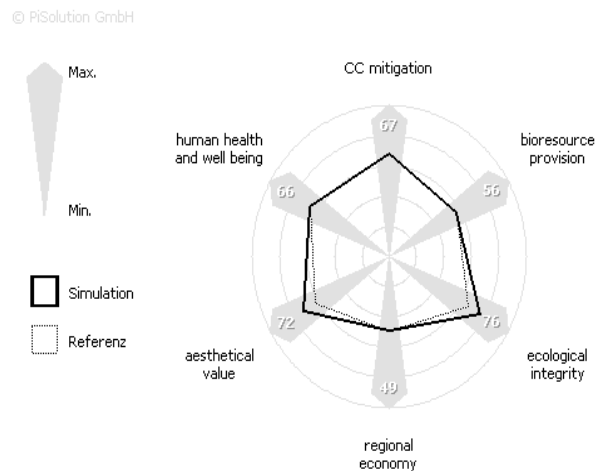 © PiSolution GmbH
Max.
Min.
Simulation
Referenz
CC mitigation
67
bioresource
provision
56
ecological
integrity
76
regional
economy
49
aesthetical
value
72
human health
and well being
66